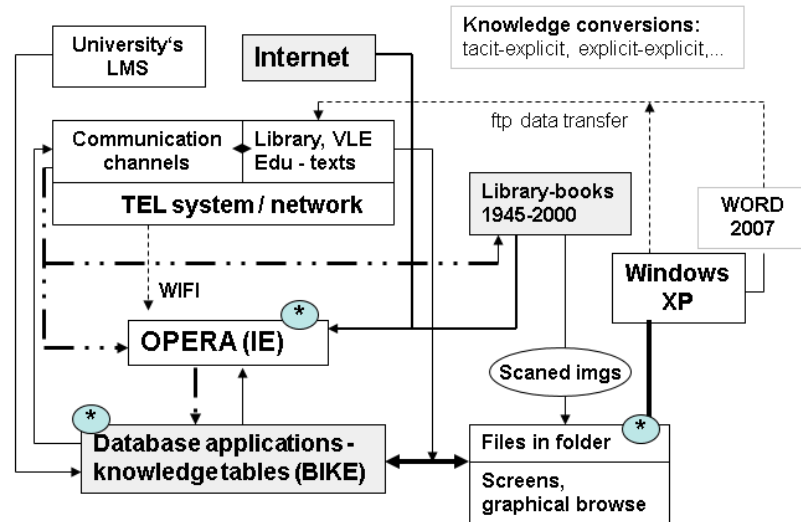 University‘s
LMS
Internet
Knowledge conversions:
tacit-explicit, explicit-explicit,...
ftp data transfer
Communication
channels
Library, VLE
Edu - texts
TEL system / network
Library-books
1945-2000
WORD
2007
Windows
XP
WIFI
*
OPERA (IE)
Scaned imgs
*
Database applications -
knowledge tables (BIKE)
*
Files in folder
Screens,
graphical browse